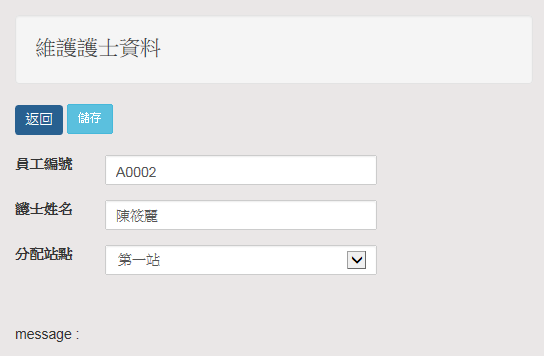 維護護士資料
返回 儲存
員工編號 A0002
護士姓名 陳筱麗
分配站點 第一站
message :